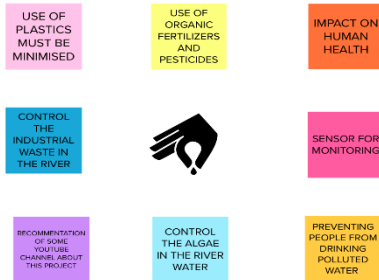 USE OF
PLASTICS
MUST BE
MINIMISED
USE OF
ORGANIC
FERTILIZERS
AND
PESTICIDES
IMPACT ON
HUMAN
HEALTH
CONTROL
THE
INDUSTRIAL
WASTE IN
THE RIVER
SENSOR FOR
MONITORING
RECOMMENTATION
OF SOME
YOUTUBE
CHANNEL ABOUT
THIS PROJECT
CONTROL
THE ALGAE
IN THE RIVER
WATER
PREVENTING
PEOPLE FROM
DRINKING
POLLUTED
WATER